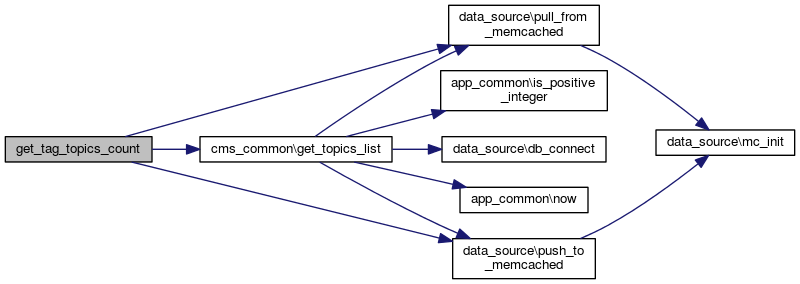 get_tag_topics_count
cms_common\get_topics_list
data_source\pull_from
_memcached
app_common\is_positive
_integer
data_source\db_connect
app_common\now
data_source\push_to
_memcached
data_source\mc_init